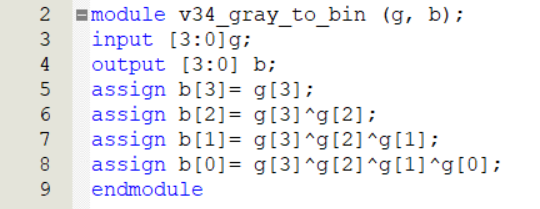 2 module v34_gray_to_bin (g, b);
3 input [3:0]g;
4 output [3:0] b;
5 assign b[3]= g[3];
6 assign b[2]= g[3]^g[2];
7 assign b[1]= g[3]^g[2]^g[1];
8 assign b[0]= g[3]^g[2]^g[1]^g[0];
9 endmodule